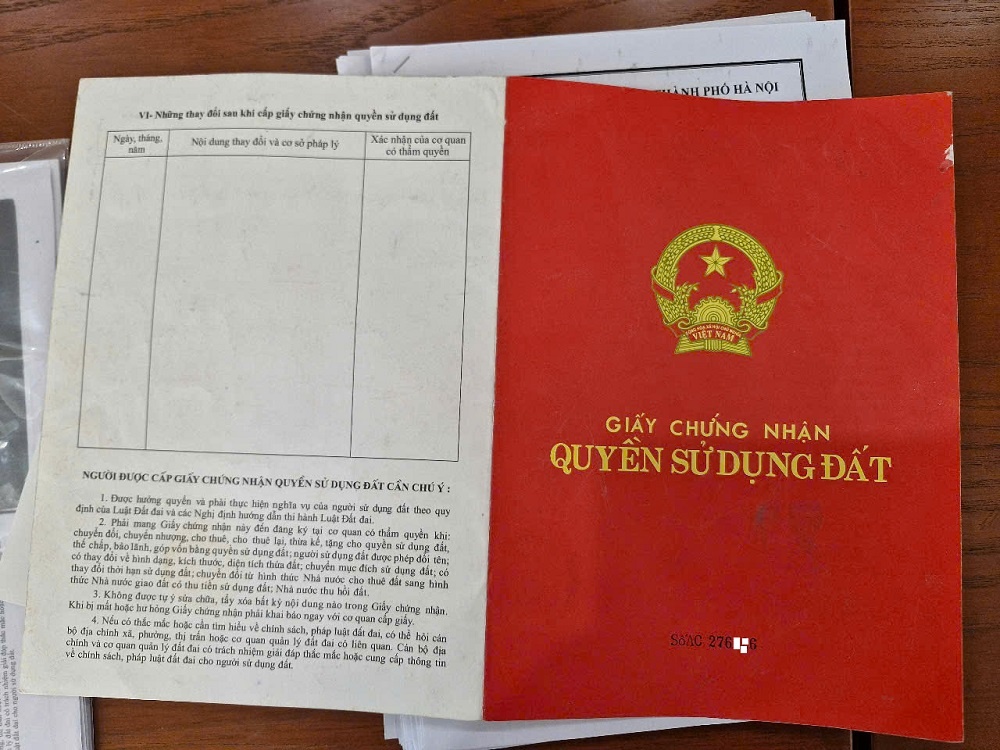 VI- Những thay đổi sau khi cấp giấy chứng nhận quyền sử dụng đất
Ngày, tháng, năm
Nội dung thay đổi và cơ sở pháp lý
Xác nhận của cơ quan có thẩm quyền
NGƯỜI ĐƯỢC CẤP GIẤY CHỨNG NHẬN QUYỀN SỬ DỤNG ĐẤT CẦN CHÚ Ý :
1. Được hưởng quyền và phải thực hiện nghĩa vụ của người sử dụng đất theo quy
định của Luật Đất đai và các Nghị định hướng dẫn thi hành Luật Đất đai.
2. Phải mang Giấy chứng nhận này đến đăng ký tại cơ quan có thẩm quyền khi:
chuyển đổi, chuyển nhượng, cho thuê, cho thuê lại, thừa kế, tặng cho quyền sử dụng đất,
thế chấp, bảo lãnh, góp vốn bằng quyền sử dụng đất; người sử dụng đất được phép đổi tên;
có thay đổi về hình dạng, kích thước, diện tích thửa đất; chuyển mục đích sử dụng đất; có
thay đổi thời hạn sử dụng đất; chuyển đổi từ hình thức Nhà nước cho thuê đất sang hình
thức Nhà nước giao đất có thu tiền sử dụng đất; Nhà nước thu hồi đất.
3. Không được tự ý sửa chữa, tẩy xóa bất kỳ nội dung nào trong Giấy chứng nhận.
Khi bị mất hoặc hư hỏng Giấy chứng nhận phải khai báo ngay với cơ quan cấp giấy.
4. Nếu có thắc mắc hoặc cần tìm hiểu về chính sách, pháp luật đất đai, có thể hỏi cán
bộ địa chính xã, phường, thị trấn hoặc cơ quan quản lý đất đai có liên quan. Cán bộ địa
chính và cơ quan quản lý đất đai có trách nhiệm giải đáp thắc mắc hoặc cung cấp thông tin
về chính sách, pháp luật đất đai cho người sử dụng đất.
THÀNH PHỐ HÀ NỘI
CỘNG HÒA XÃ HỘI CHỦ NGHĨA
VIỆT NAM
GIẤY CHỨNG NHẬN
QUYỀN SỬ DỤNG ĐẤT
Số AC 276 6